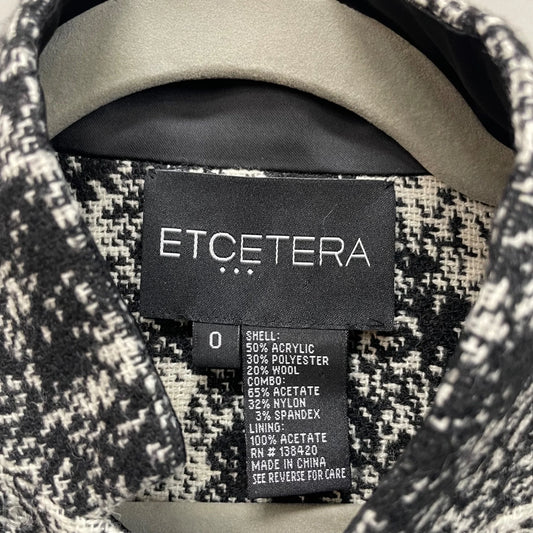 ETCETERA
0
SHELL:
50% ACRYLIC
30% POLYESTER
20% WOOL
COMBO:
65% ACETATE
32% NYLON
3% SPANDEX
LINING:
100% ACETATE
RN # 138420
MADE IN CHINA
SEE REVERSE FOR CARE